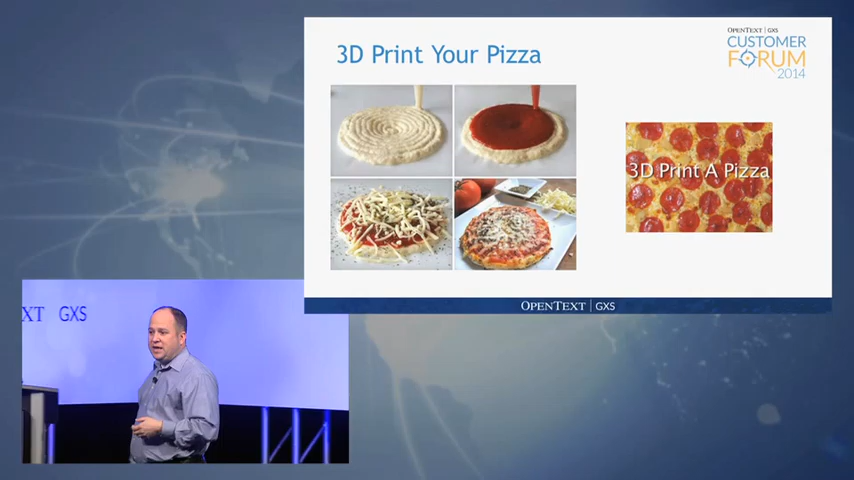 3D Print Your Pizza
OPENTEXT | GXS
CUSTOMER
FORUM
2014
3D Print A Pizza
OPENTEXT | GXS
XT GXS